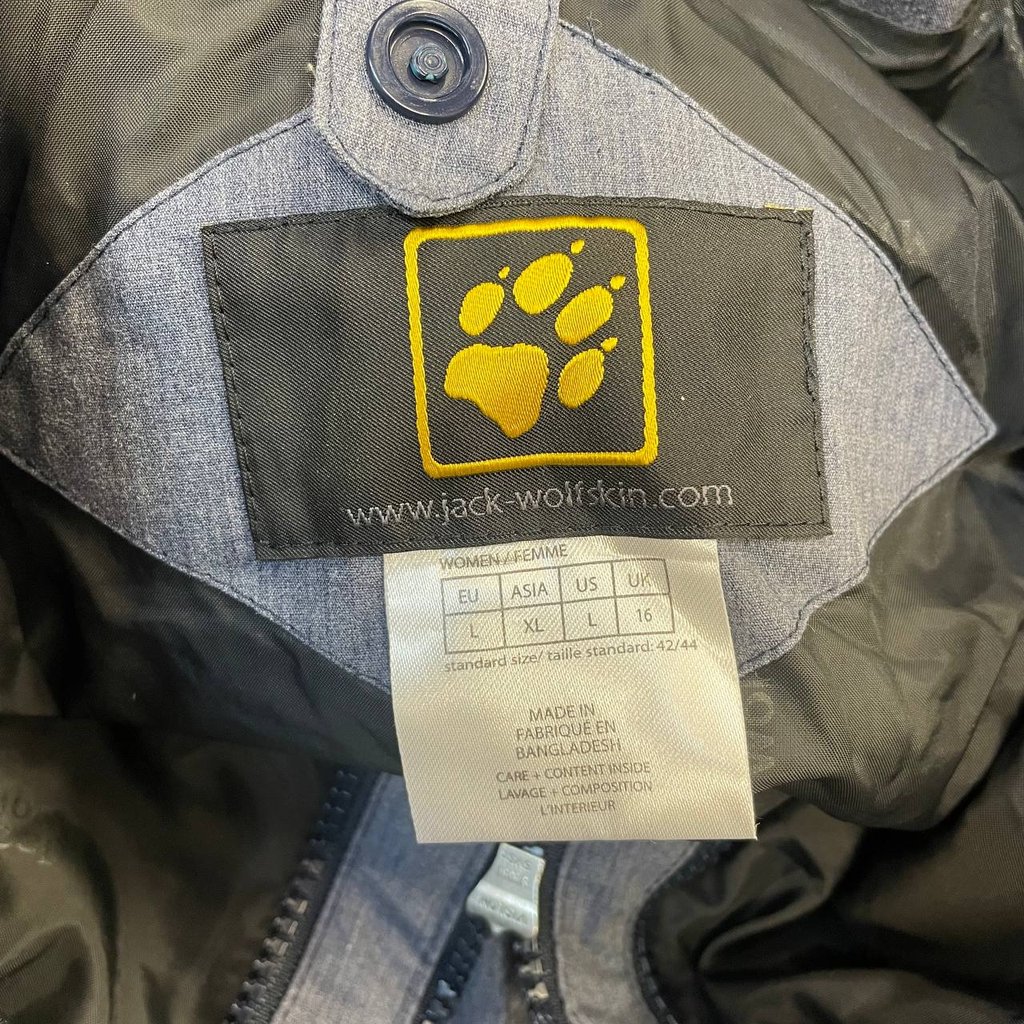 www.jack-wolfskin.com
WOMEN / FEMME
EU ASIA US UK
L XL L 16
standard size/ taille standard: 42/44
MADE IN
FABRIQUÉ EN
BANGLADESH
CARE + CONTENT INSIDE
LAVAGE + COMPOSITION
L'INTERIEUR